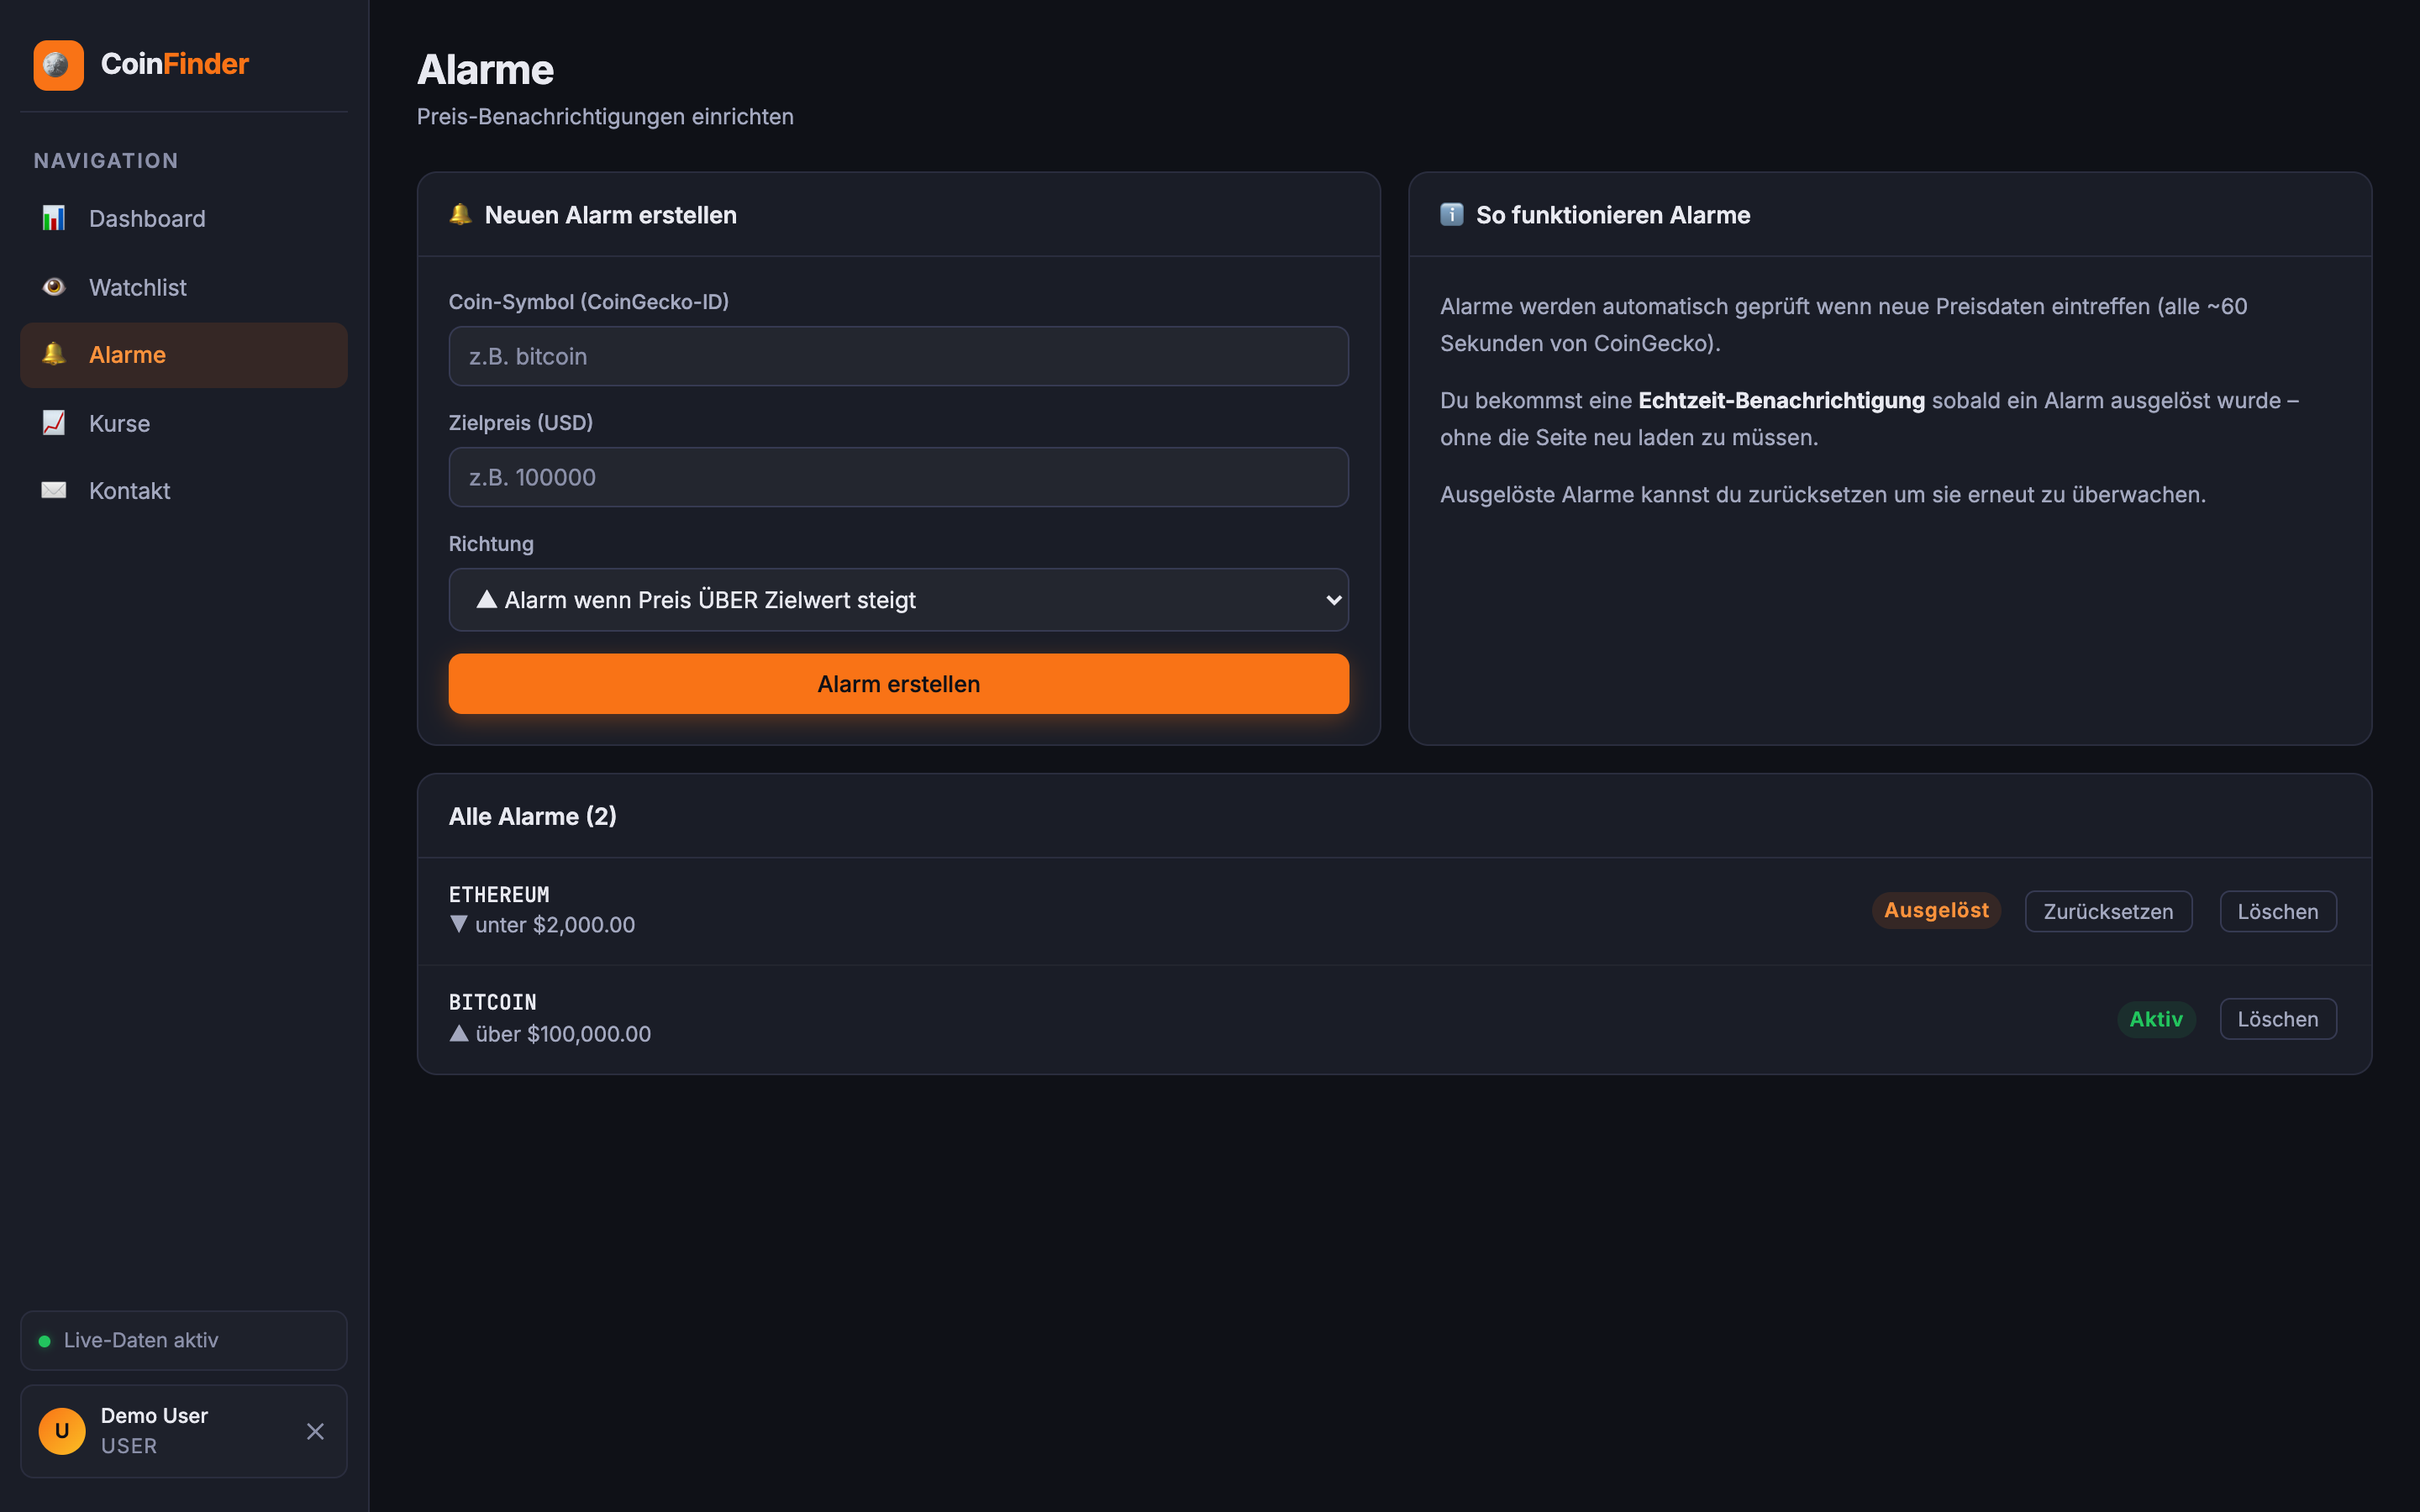 CoinFinder
NAVIGATION
Dashboard
Watchlist
Alarme
Kurse
Kontakt
Live-Daten aktiv
U
Demo User
USER
Alarme
Preis-Benachrichtigungen einrichten
Neuen Alarm erstellen
Coin-Symbol (CoinGecko-ID)
z.B. bitcoin
Zielpreis (USD)
z.B. 100000
Richtung
▲ Alarm wenn Preis ÜBER Zielwert steigt
Alarm erstellen
So funktionieren Alarme
Alarme werden automatisch geprüft wenn neue Preisdaten eintreffen (alle ~60
Sekunden von CoinGecko).
Du bekommst eine Echtzeit-Benachrichtigung sobald ein Alarm ausgelöst wurde –
ohne die Seite neu laden zu müssen.
Ausgelöste Alarme kannst du zurücksetzen um sie erneut zu überwachen.
Alle Alarme (2)
ETHEREUM
▼ unter $2,000.00
Ausgelöst
Zurücksetzen
Löschen
BITCOIN
▲ über $100,000.00
Aktiv
Löschen